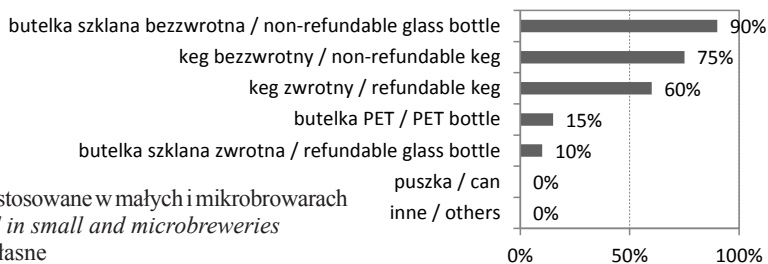 butelka szklana bezzwrotna / non-refundable glass bottle 90%
keg bezzwrotny / non-refundable keg 75%
keg zwrotny / refundable keg 60%
butelka PET / PET bottle 15%
butelka szklana zwrotna / refundable glass bottle 10%
puszka / can 0%
inne / others 0%
0% 50% 100%
stosowane w małych i mikrobrowarach
in small and microbreweries